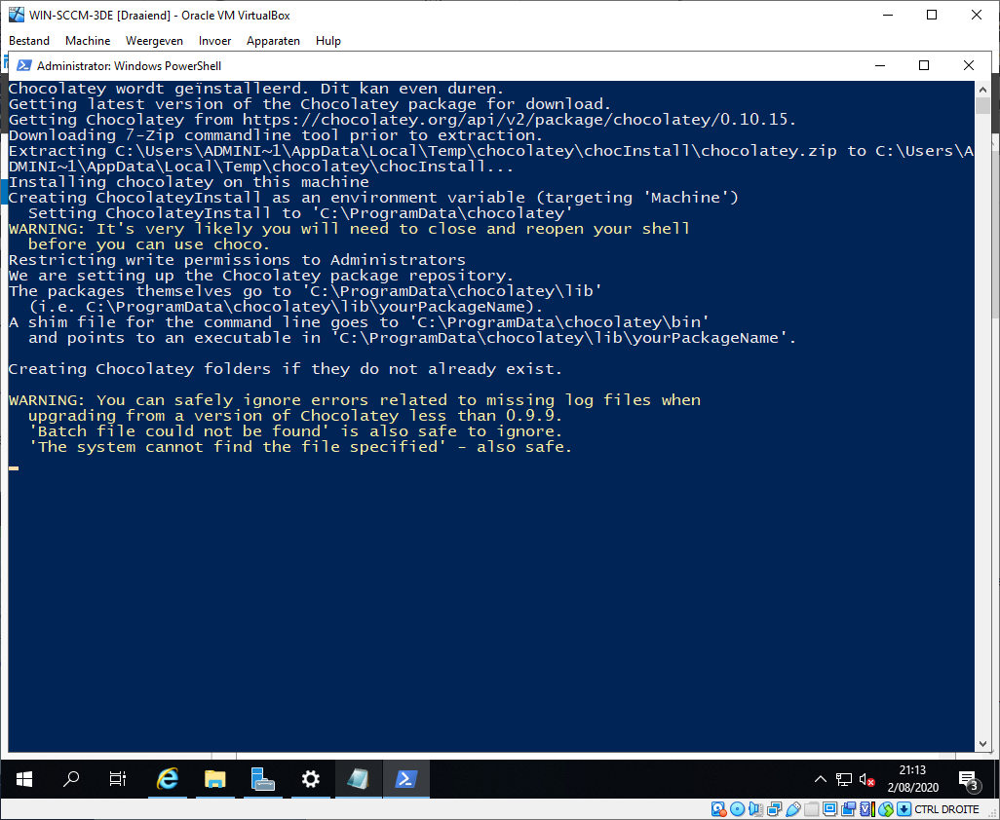 WIN-SCCM-3DE [Draaiend] - Oracle VM VirtualBox
Bestand Machine Weergeven Invoer Apparaten Hulp
Administrator: Windows PowerShell
Chocolatey wordt geïnstalleerd. Dit kan even duren.
Getting latest version of the Chocolatey package for download.
Getting Chocolatey from https://chocolatey.org/api/v2/package/chocolatey/0.10.15.
Downloading 7-Zip commandline tool prior to extraction.
Extracting C:\Users\ADMINI~1\AppData\Local\Temp\chocolatey\chocInstall\chocolatey.zip to C:\Users\A
DMINI~1\AppData\Local\Temp\chocolatey\chocInstall...
Installing chocolatey on this machine
Creating ChocolateyInstall as an environment variable (targeting 'Machine')
  Setting ChocolateyInstall to 'C:\ProgramData\chocolatey'
WARNING: It's very likely you will need to close and reopen your shell
  before you can use choco.
Restricting write permissions to Administrators
We are setting up the Chocolatey package repository.
The packages themselves go to 'C:\ProgramData\chocolatey\lib'
  (i.e. C:\ProgramData\chocolatey\lib\yourPackageName).
A shim file for the command line goes to 'C:\ProgramData\chocolatey\bin'
  and points to an executable in 'C:\ProgramData\chocolatey\lib\yourPackageName'.
Creating Chocolatey folders if they do not already exist.
WARNING: You can safely ignore errors related to missing log files when
  upgrading from a version of Chocolatey less than 0.9.9.
  'Batch file could not be found' is also safe to ignore.
  'The system cannot find the file specified' - also safe.
21:13
2/08/2020
3
CTRL DROITE